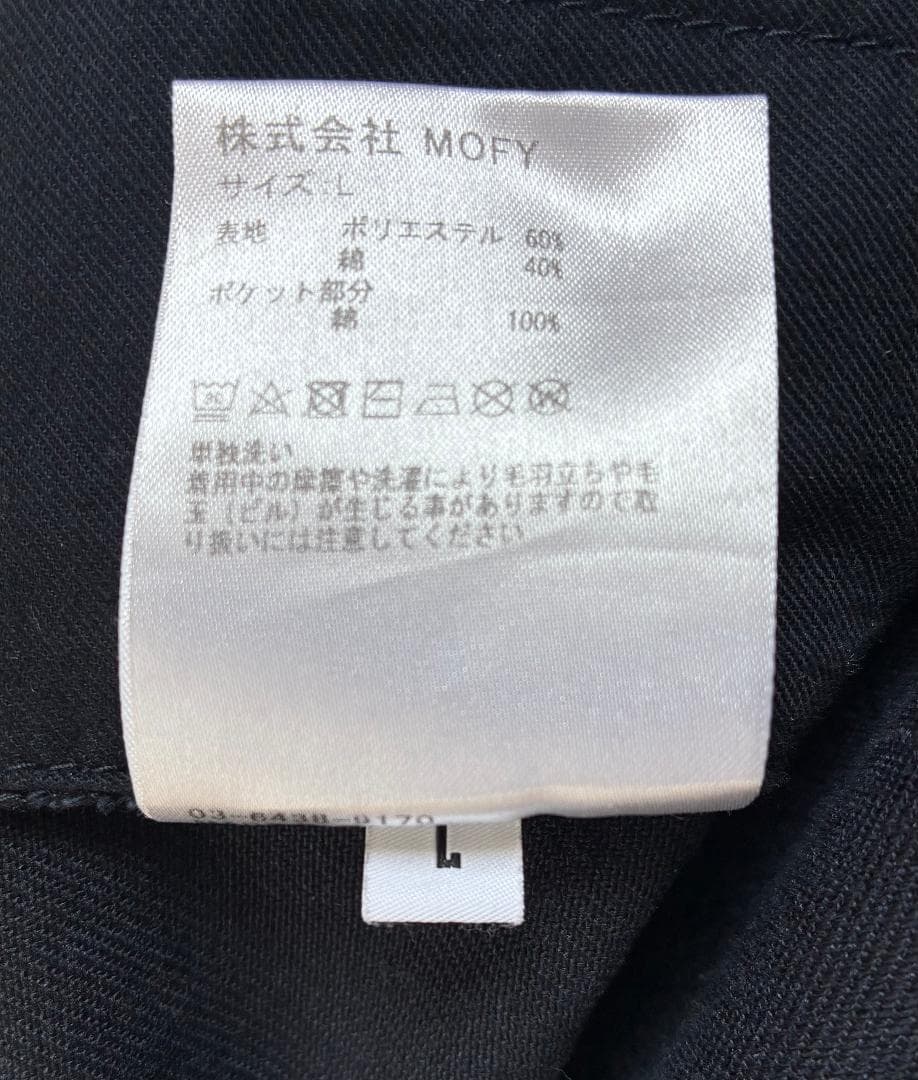 株式会社 MOFY
サイズ:L
表地 ポリエステル 60%
綿 40%
ポケット部分
綿 100%
単独洗い
着用中の摩擦や洗濯により毛羽立ちや毛
玉(ピル)が生じる事がありますので取
り扱いには注意してください
03-6438-9170
L